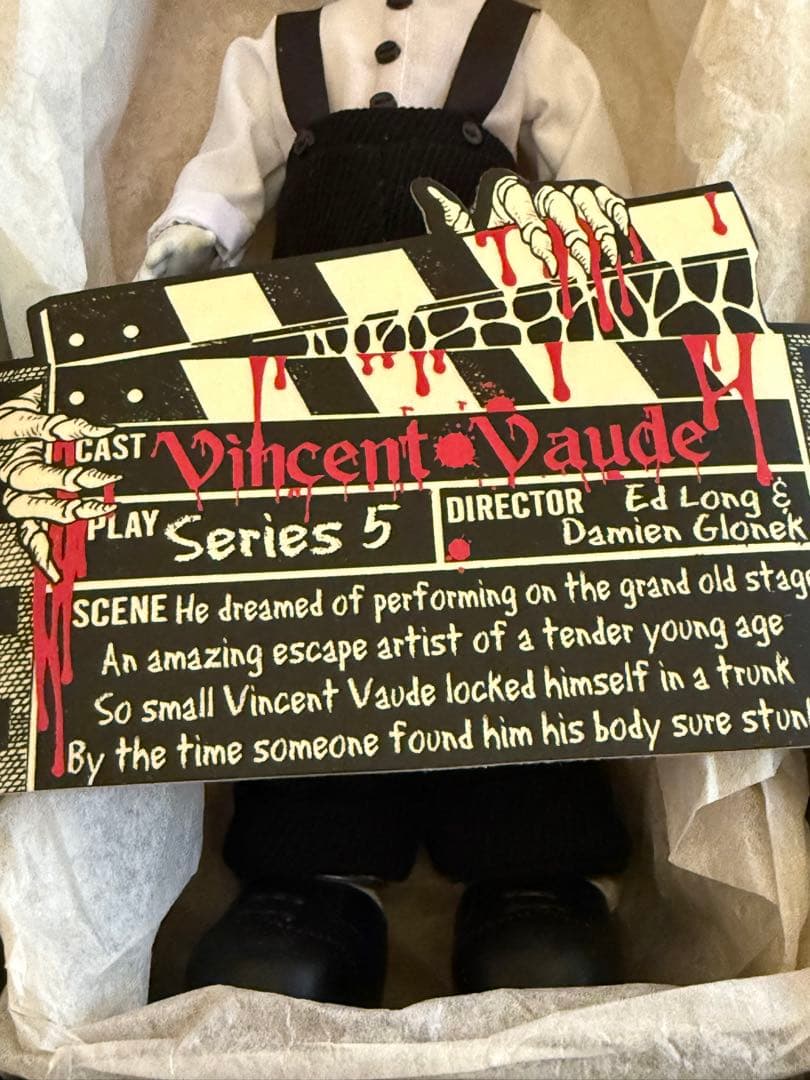 CAST Vincent Vaude
PLAY Series 5
DIRECTOR Ed Long &
Damien Glonek
SCENE He dreamed of performing on the grand old stag
An amazing escape artist of a tender young age
So small Vincent Vaude locked himself in a trunk
By the time someone found him his body sure stun